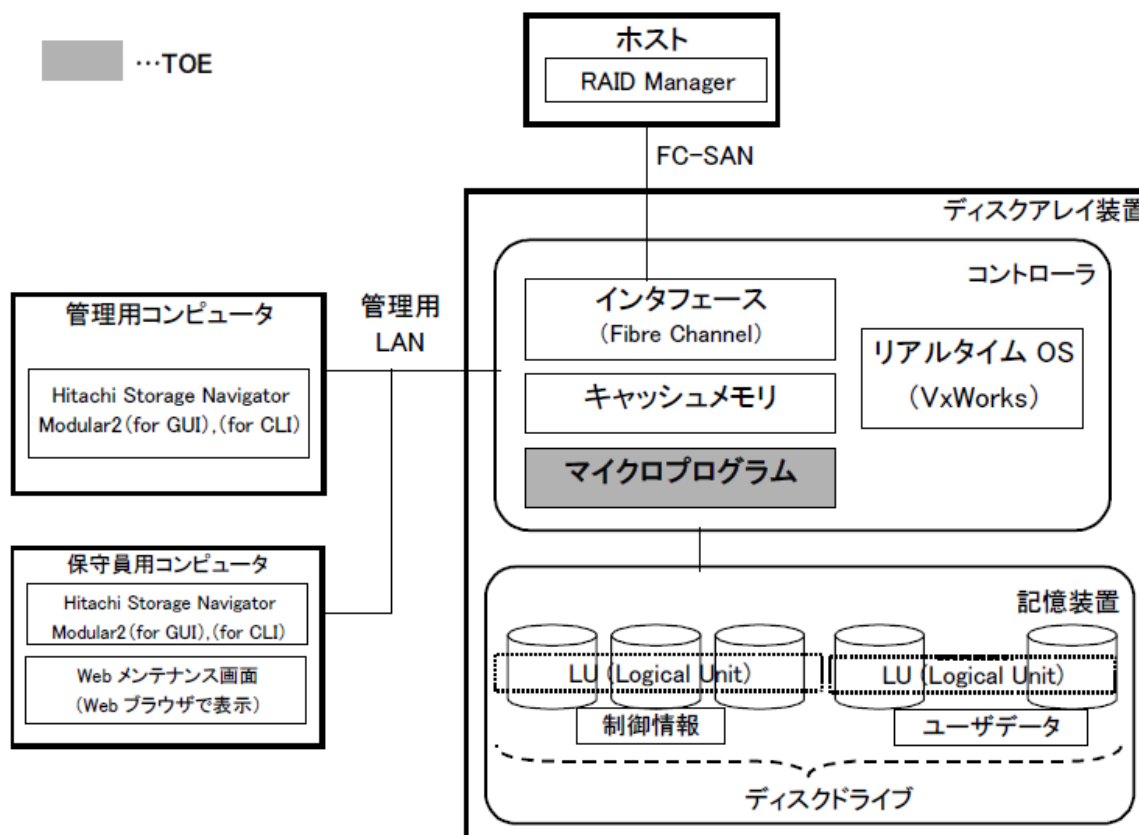 …TOE
ホスト
RAID Manager
FC-SAN
ディスクアレイ装置
コントローラ
インタフェース
(Fibre Channel)
キャッシュメモリ
マイクロプログラム
リアルタイム OS
(VxWorks)
管理用
LAN
管理用コンピュータ
Hitachi Storage Navigator
Modular2(for GUI),(for CLI)
保守員用コンピュータ
Hitachi Storage Navigator
Modular2(for GUI),(for CLI)
Web メンテナンス画面
(Web ブラウザで表示)
記憶装置
LU (Logical Unit)
LU (Logical Unit)
制御情報
ユーザデータ
ディスクドライブ